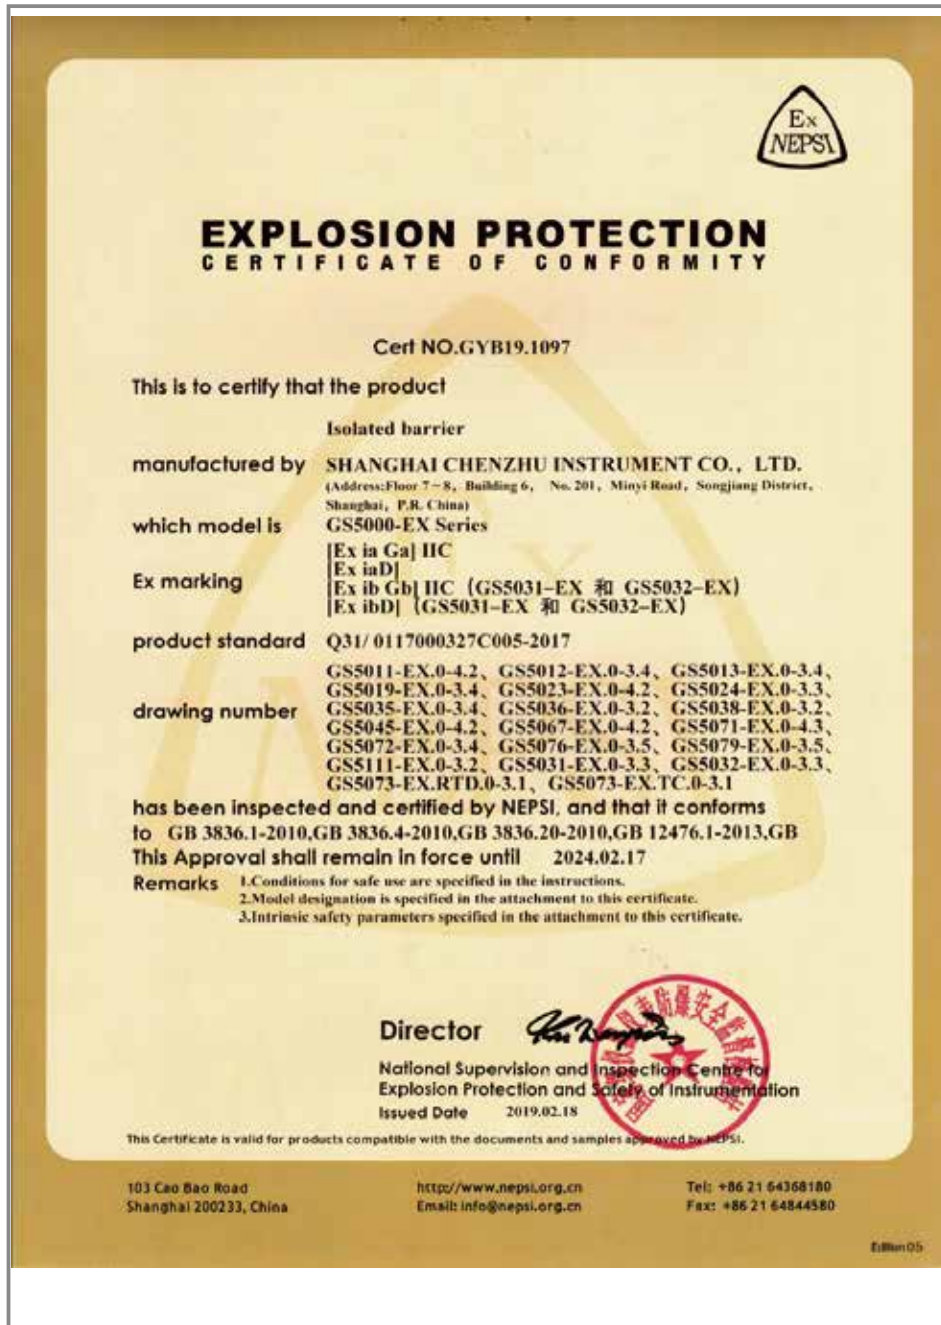 Ex
NEPSI
EXPLOSION PROTECTION
CERTIFICATE OF CONFORMITY
Cert NO.GYB19.1097
This is to certify that the product
Isolated barrier
manufactured by SHANGHAI CHENZHU INSTRUMENT CO., LTD.
(Address:Floor 7~8, Building 6, No. 201, Minyi Road, Songjiang District,
Shanghai, P.R. China)
which model is GS5000-EX Series
[Ex ia Ga] IIC
[Ex iaD]
Ex marking
[Ex ib Gb] IIC (GS5031-EX 和 GS5032-EX)
[Ex ibD] (GS5031-EX 和 GS5032-EX)
product standard Q31/ 0117000327C005-2017
drawing number
GS5011-EX.0-4.2、GS5012-EX.0-3.4、GS5013-EX.0-3.4、
GS5019-EX.0-3.4、GS5023-EX.0-4.2、GS5024-EX.0-3.3、
GS5035-EX.0-3.4、GS5036-EX.0-3.2、GS5038-EX.0-3.2、
GS5045-EX.0-4.2、GS5067-EX.0-4.2、GS5071-EX.0-4.3、
GS5072-EX.0-3.4、GS5076-EX.0-3.5、GS5079-EX.0-3.5、
GS5111-EX.0-3.2、GS5031-EX.0-3.3、GS5032-EX.0-3.3、
GS5073-EX.RTD.0-3.1、GS5073-EX.TC.0-3.1
has been inspected and certified by NEPSI, and that it conforms
to GB 3836.1-2010,GB 3836.4-2010,GB 3836.20-2010,GB 12476.1-2013,GB
This Approval shall remain in force until 2024.02.17
Remarks 1.Conditions for safe use are specified in the instructions.
2.Model designation is specified in the attachment to this certificate.
3.Intrinsic safety parameters specified in the attachment to this certificate.
Director
National Supervision and Inspection Centre for
Explosion Protection and Safety of Instrumentation
Issued Date 2019.02.18
This Certificate is valid for products compatible with the documents and samples approved by NEPSI.
103 Cao Bao Road
Shanghai 200233, China
http://www.nepsi.org.cn
Email: info@nepsi.org.cn
Tel: +86 21 64368180
Fax: +86 21 64844580
Edition05